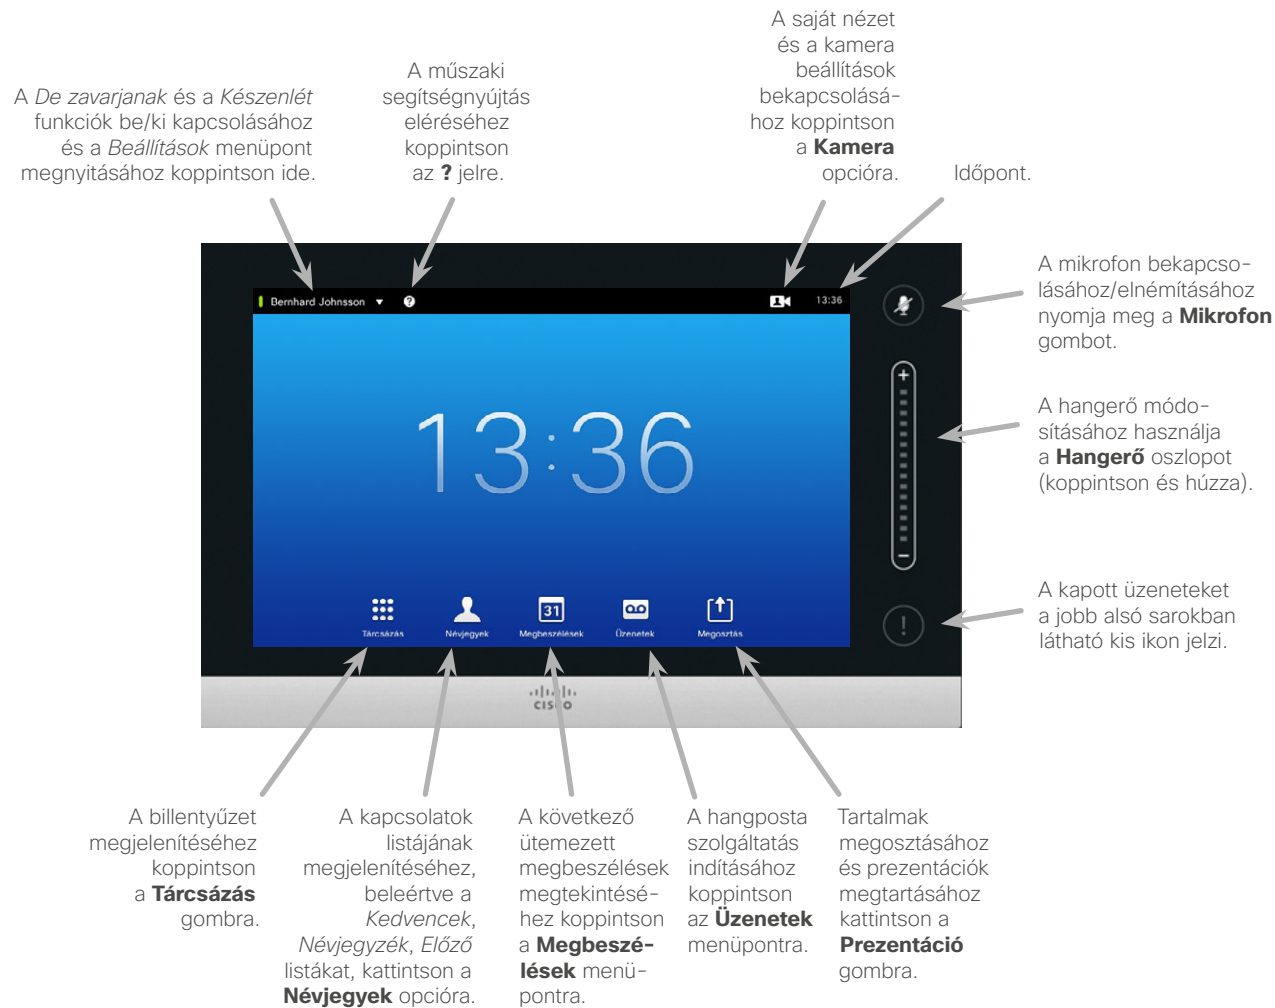 A De zavarjanak és a Készenlét
funkciók be/ki kapcsolásához
és a Beállítások menüpont
megnyitásához koppintson ide.
A műszaki
segítségnyújtás
eléréséhez
koppintson
az ? jelre.
A saját nézet
és a kamera
beállítások
bekapcsolásá-
hoz koppintson
a Kamera
opcióra.
Időpont.
Bernhard Johnsson
?
13:36
13:36
31
Tárcsázás
Névjegyek
Megbeszélések
Üzenetek
Megosztás
CISCO
+
−
!
A mikrofon bekapcso-
lásához/elnémításához
nyomja meg a Mikrofon
gombot.
A hangerő módo-
sításához használja
a Hangerő oszlopot
(koppintson és húzza).
A kapott üzeneteket
a jobb alsó sarokban
látható kis ikon jelzi.
A billentyűzet
megjelenítéséhez
koppintson
a Tárcsázás
gombra.
A kapcsolatok
listájának
megjelenítéséhez,
beleértve a
Kedvencek,
Névjegyzék, Előző
listákat, kattintson a
Névjegyek opcióra.
A következő
ütemezett
megbeszélések
megtekintésé-
hez koppintson
a Megbeszé-
lések menü-
pontra.
A hangposta
szolgáltatás
indításához
koppintson
az Üzenetek
menüpontra.
Tartalmak
megosztásához
és prezentációk
megtartásához
kattintson a
Prezentáció
gombra.